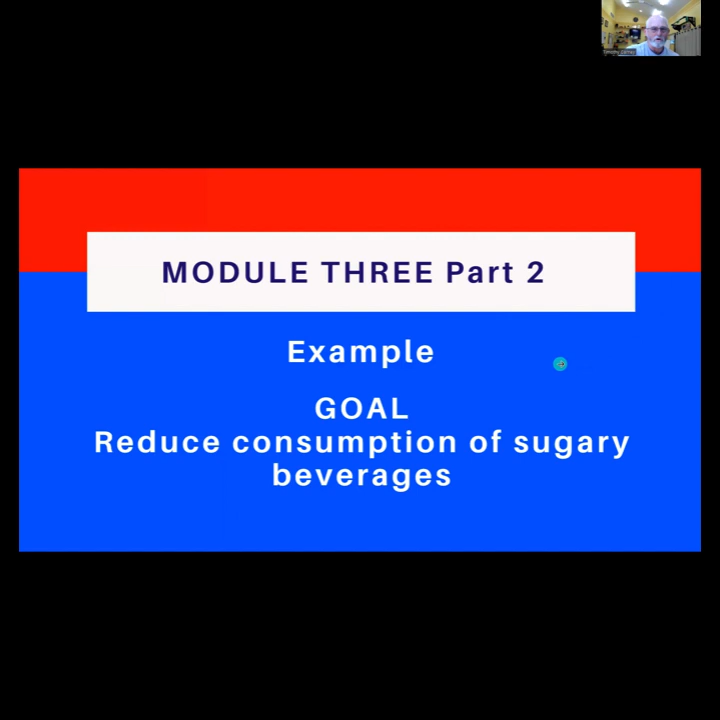 MODULE THREE Part 2
Example
GOAL
Reduce consumption of sugary
beverages